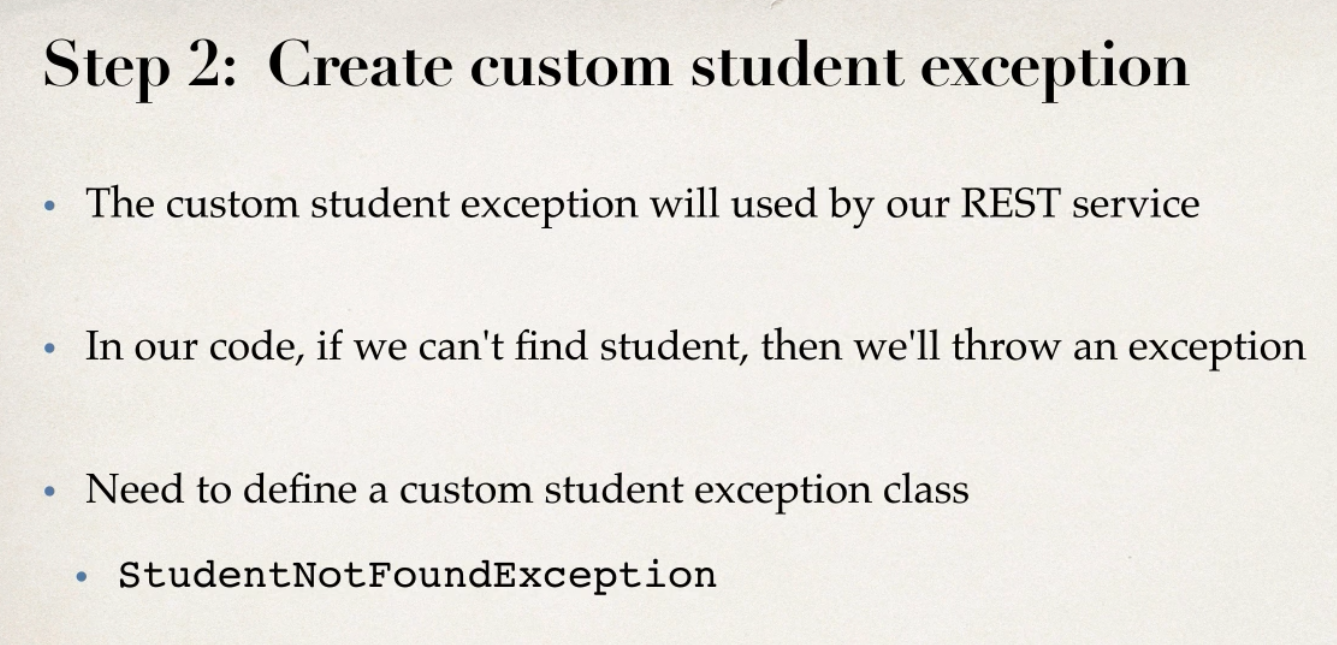 Step 2: Create custom student exception
• The custom student exception will used by our REST service
• In our code, if we can't find student, then we'll throw an exception
• Need to define a custom student exception class
• StudentNotFoundException